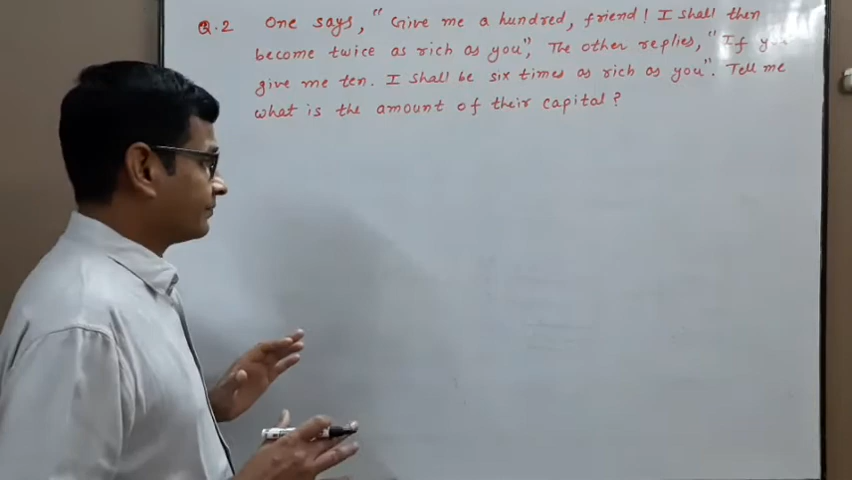 Q.2 One says, "Give me a hundred, friend! I shall then
become twice as rich as you", The other replies, "If you
give me ten. I shall be six times as rich as you". Tell me
what is the amount of their capital?